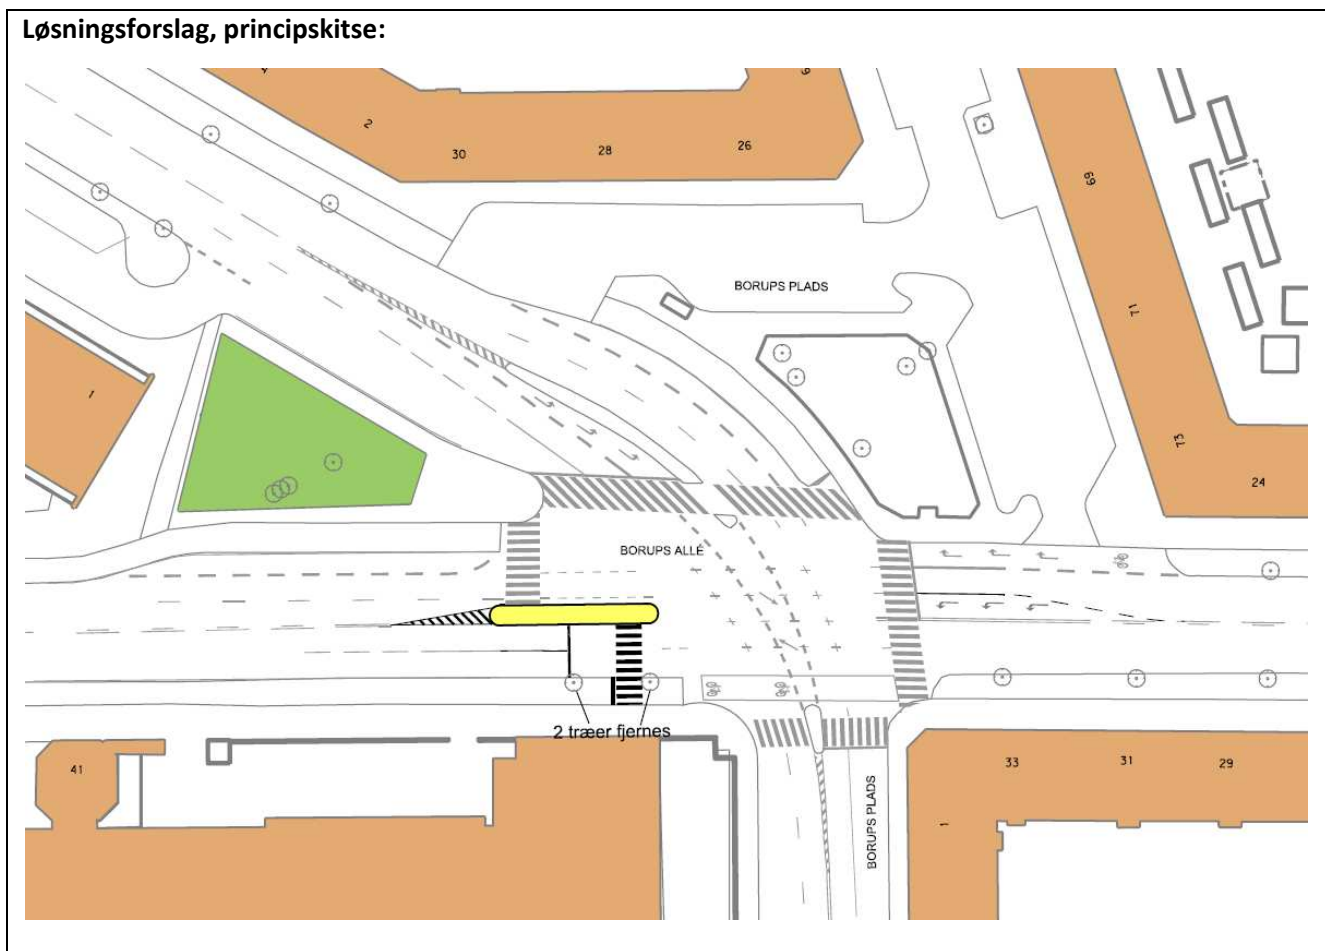 Løsningsforslag, principskitse:
2
30
28
26
69
BORUPS PLADS
71
1
73
24
BORUPS ALLÉ
2 træer fjernes
41
33
31
29
1
BORUPS PLADS